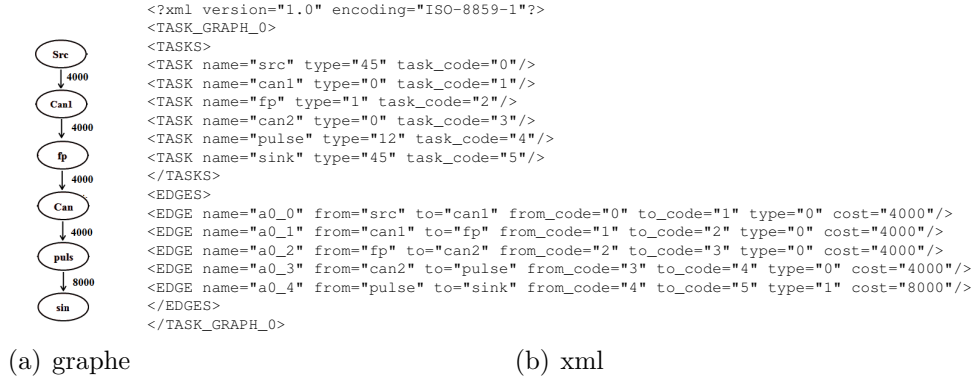 Src
4000
Can1
4000
fp
4000
Can
4000
puls
8000
sin
<?xml version="1.0" encoding="ISO-8859-1"?>
<TASK_GRAPH_0>
<TASKS>
<TASK name="src" type="45" task_code="0"/>
<TASK name="can1" type="0" task_code="1"/>
<TASK name="fp" type="1" task_code="2"/>
<TASK name="can2" type="0" task_code="3"/>
<TASK name="pulse" type="12" task_code="4"/>
<TASK name="sink" type="45" task_code="5"/>
</TASKS>
<EDGES>
<EDGE name="a0_0" from="src" to="can1" from_code="0" to_code="1" type="0" cost="4000"/>
<EDGE name="a0_1" from="can1" to="fp" from_code="1" to_code="2" type="0" cost="4000"/>
<EDGE name="a0_2" from="fp" to="can2" from_code="2" to_code="3" type="0" cost="4000"/>
<EDGE name="a0_3" from="can2" to="pulse" from_code="3" to_code="4" type="0" cost="4000"/>
<EDGE name="a0_4" from="pulse" to="sink" from_code="4" to_code="5" type="1" cost="8000"/>
</EDGES>
</TASK_GRAPH_0>
(a) graphe
(b) xml